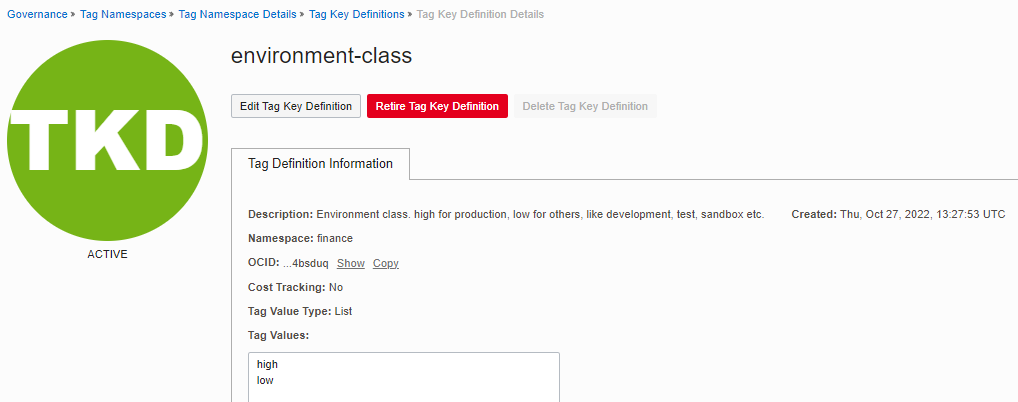 Governance » Tag Namespaces » Tag Namespace Details » Tag Key Definitions » Tag Key Definition Details
TKD
ACTIVE
environment-class
Edit Tag Key Definition Retire Tag Key Definition Delete Tag Key Definition
Tag Definition Information
Description: Environment class. high for production, low for others, like development, test, sandbox etc. Created: Thu, Oct 27, 2022, 13:27:53 UTC
Namespace: finance
OCID: ...4bsduq Show Copy
Cost Tracking: No
Tag Value Type: List
Tag Values:
high
low